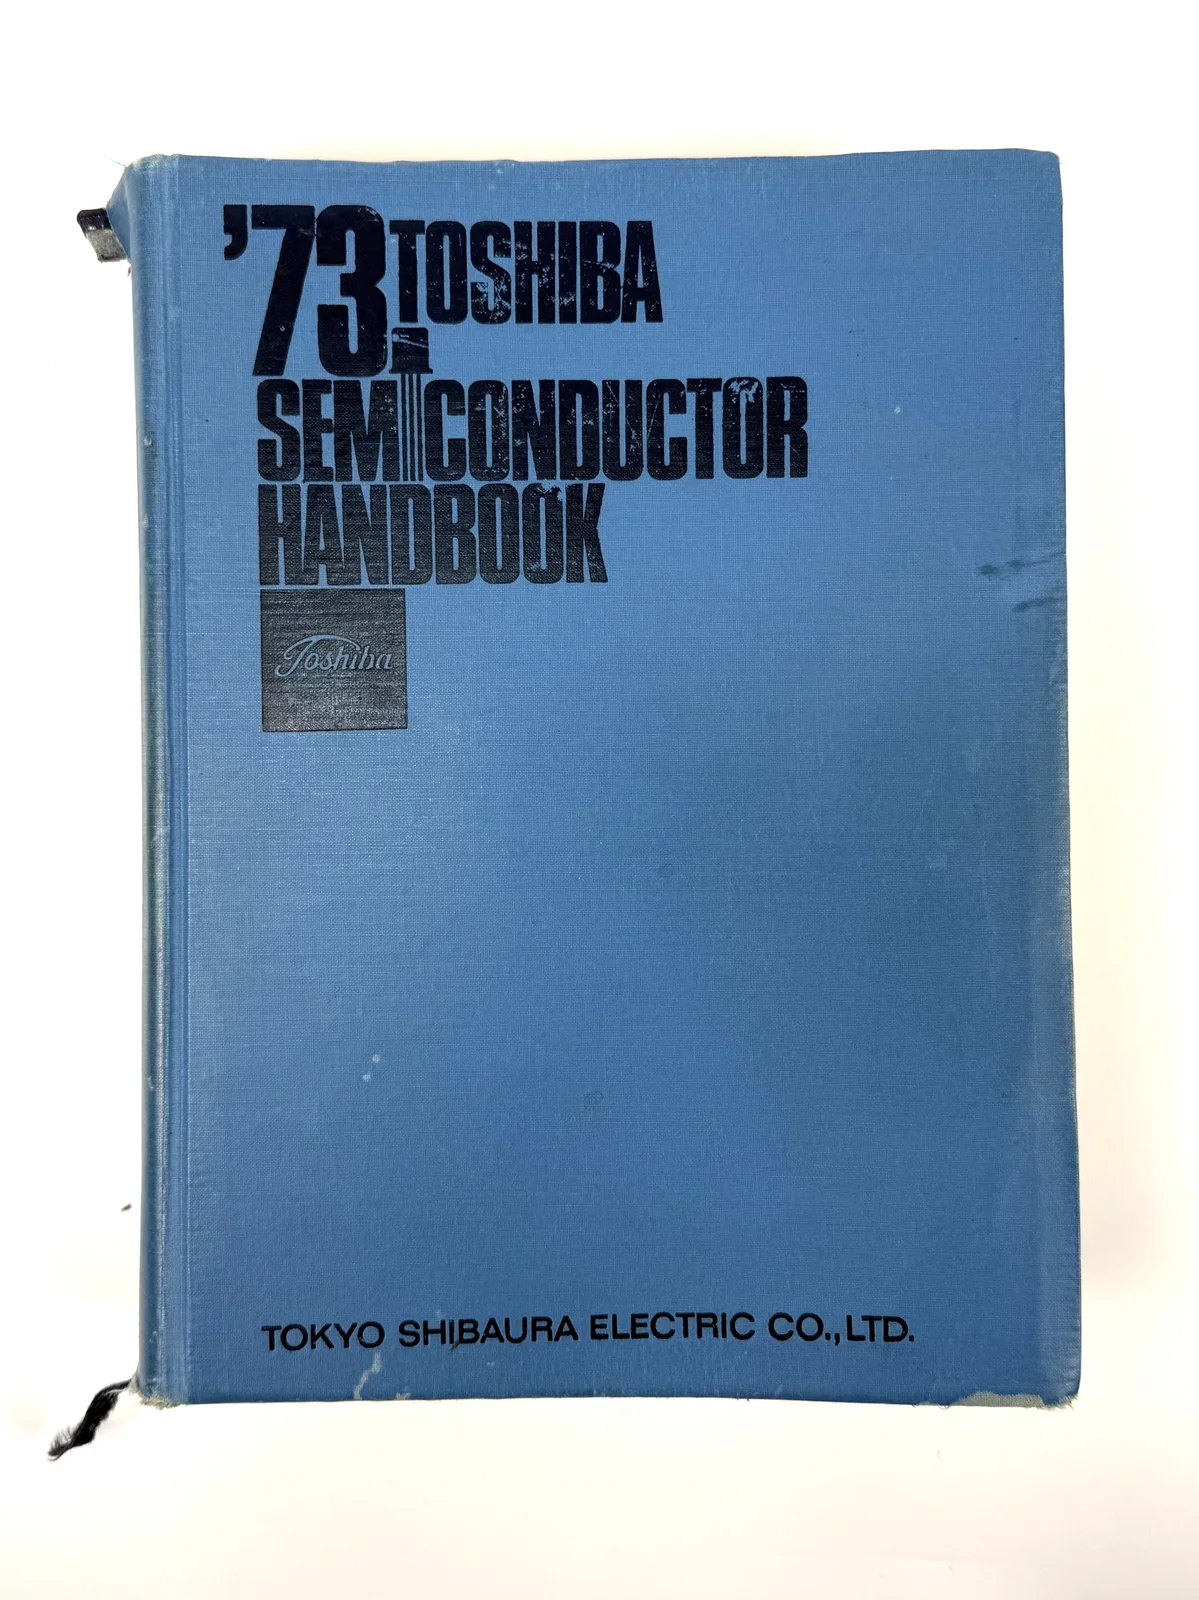 '73 TOSHIBA
SEMICONDUCTOR
HANDBOOK
Toshiba
TOKYO SHIBAURA ELECTRIC CO., LTD.